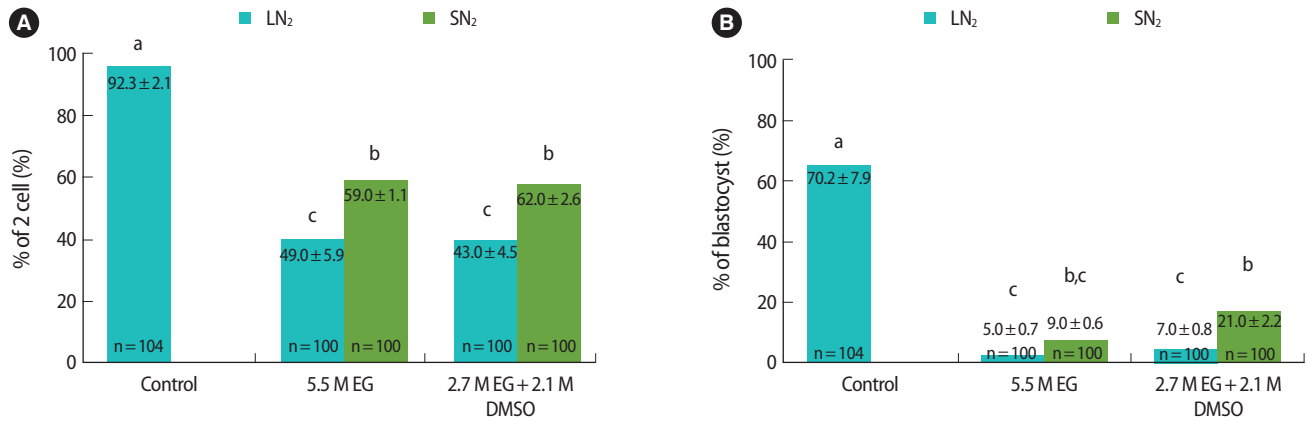 A
LN₂ SN₂
% of 2 cell (%)
100
80
60
40
20
0
a
92.3±2.1
n=104
c
49.0±5.9
n=100
b
59.0±1.1
n=100
c
43.0±4.5
n=100
b
62.0±2.6
n=100
Control
5.5 M EG
2.7 M EG+2.1 M
DMSO
B
LN₂ SN₂
% of blastocyst (%)
100
80
60
40
20
0
a
70.2±7.9
n=104
c
5.0±0.7
n=100
b,c
9.0±0.6
n=100
c
7.0±0.8
n=100
b
21.0±2.2
n=100
Control
5.5 M EG
2.7 M EG+2.1 M
DMSO